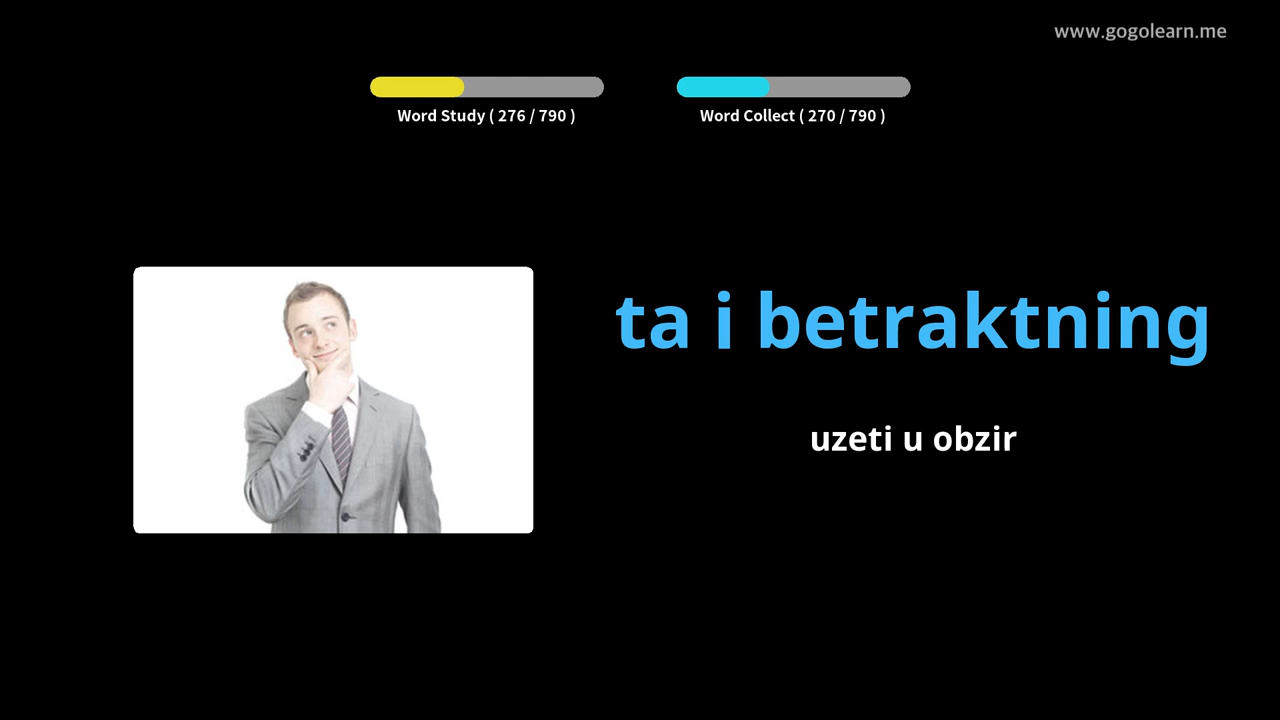 www.gogolearn.me
Word Study ( 276 / 790 )
Word Collect ( 270 / 790 )
ta i betraktning
uzeti u obzir